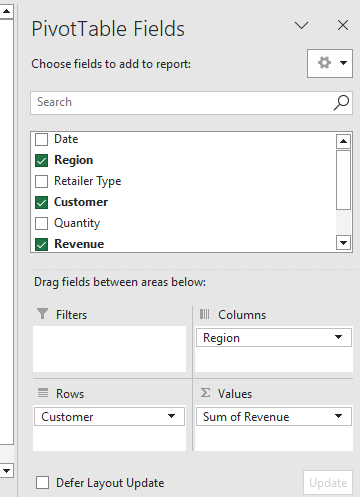 PivotTable Fields
Choose fields to add to report:
Search
Date
Region
Retailer Type
Customer
Quantity
Revenue
Drag fields between areas below:
Filters
Columns
Region
Rows
Σ Values
Customer
Sum of Revenue
Defer Layout Update
Update